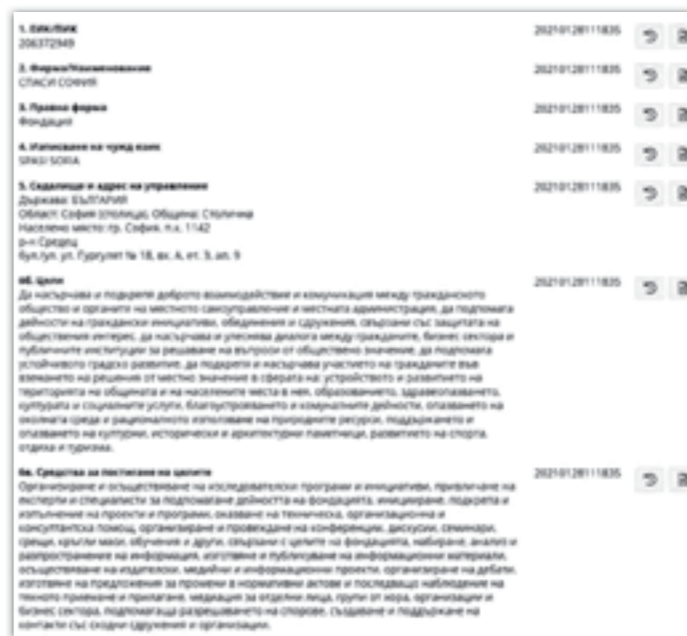 1. ЕИК/ПИК
206372949
20210128111835
2. Фирма/Наименование
СПАСИ СОФИЯ
20210128111835
3. Правна форма
Фондация
20210128111835
4. Изписване на чужд език
SPASI SOFIA
20210128111835
5. Седалище и адрес на управление
Държава: БЪЛГАРИЯ
Област: София (столица), Община: Столична
Населено място: гр. София, п.к. 1142
р-н Средец
бул./ул. ул. Гургулят № 18, вх. А, ет. 3, ап. 9
20210128111835
6б. Цели
Да насърчава и подкрепя доброто взаимодействие и комуникация между гражданското
общество и органите на местното самоуправление и местната администрация, да подпомага
дейности на граждански инициативи, обединения и сдружения, свързани със защитата на
обществения интерес, да насърчава и улеснява диалога между гражданите, бизнес сектора и
публичните институции за решаване на въпроси от обществено значение, да подпомага
устойчивото градско развитие, да подкрепя и насърчава участието на гражданите във
вземането на решения от местно значение в сферата на: устройството и развитието на
територията на общината и на населените места в нея, образованието, здравеопазването,
културата и социалните услуги, благоустрояването и комуналните дейности, опазването на
околната среда и рационалното използване на природните ресурси, поддържането и
опазването на културни, исторически и архитектурни паметници, развитието на спорта,
отдиха и туризма.
20210128111835
6в. Средства за постигане на целите
Организиране и осъществяване на изследователски програми и инициативи, привличане на
експерти и специалисти за подпомагане дейността на фондацията, иницииране, подкрепа и
изпълнение на проекти и програми, оказване на техническа, организационна и
консултантска помощ, организиране и провеждане на конференции, дискусии, семинари,
срещи, кръгли маси, обучения и други, свързани с целите на фондацията, набиране, анализ и
разпространение на информация, изготвяне и публикуване на информационни материали,
осъществяване на издателски, медийни и информационни проекти, организиране на дебати,
изготвяне на предложения за промени в нормативни актове и последващо наблюдение на
тяхното приемане и прилагане, медиация за отделни лица, групи от хора, организации и
бизнес сектора, подпомагаща разрешаването на спорове, създаване и поддържане на
контакти със сходни сдружения и организации.
20210128111835